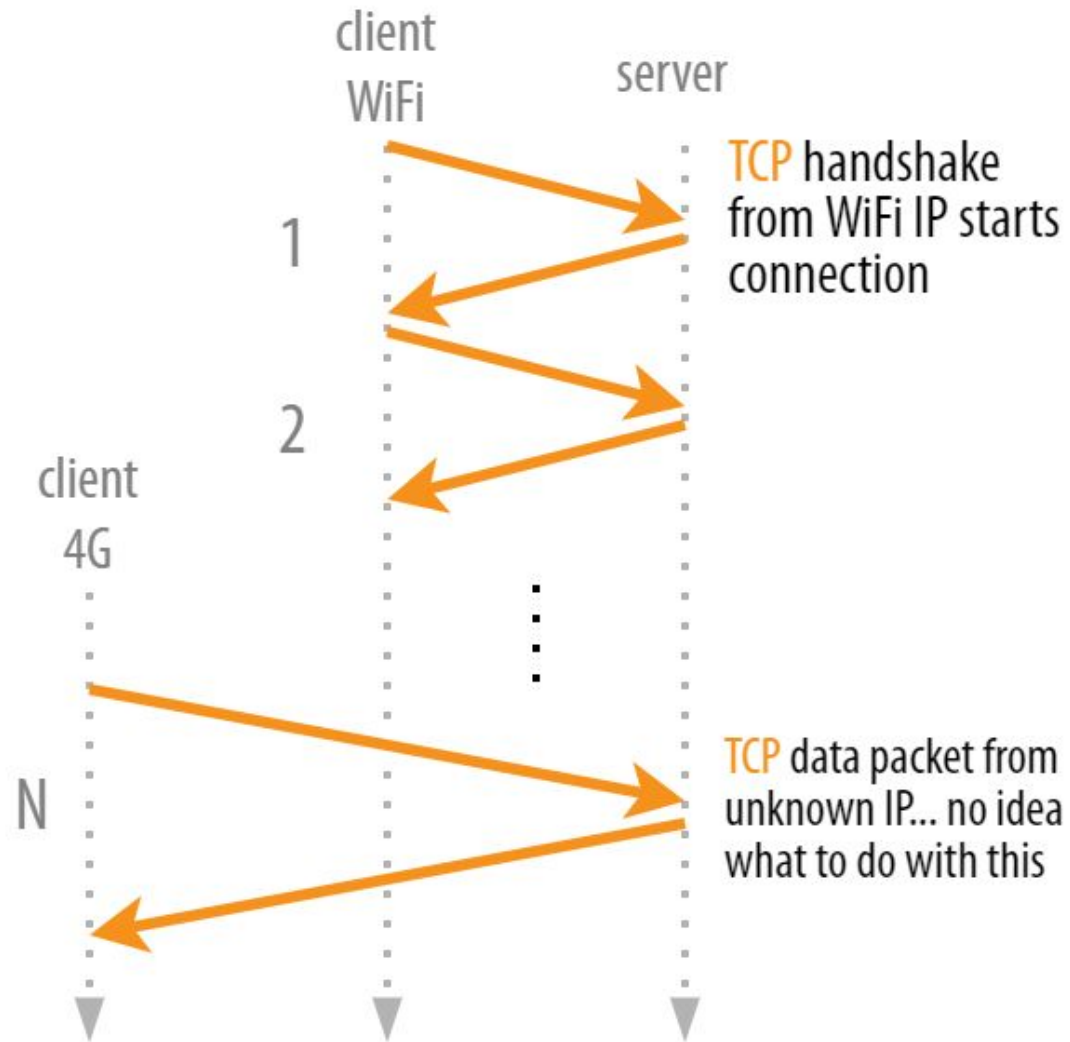 client
WiFi
server
TCP handshake
from WiFi IP starts
connection
1
2
client
4G
N
TCP data packet from
unknown IP... no idea
what to do with this